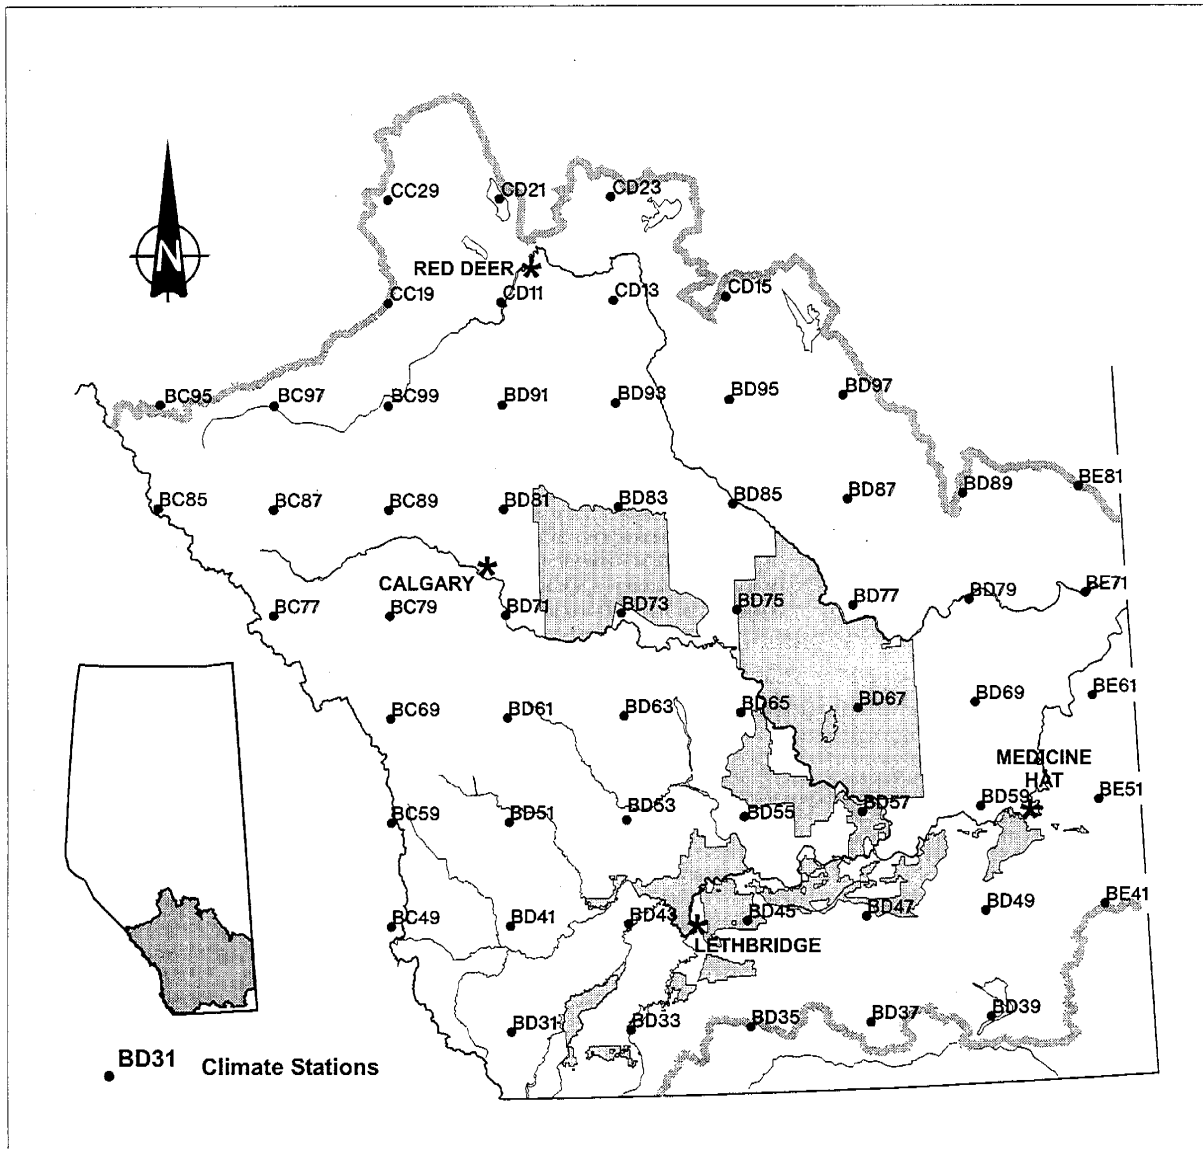 CC29
CD21
CD23
N
RED DEER
CC19
CD11
CD13
CD15
BC95
BC97
BC99
BD91
BD93
BD95
BD97
BC85
BC87
BC89
BD81
BD83
BD85
BD87
BD89
BE81
CALGARY
BC77
BC79
BD71
BD73
BD75
BD77
BD79
BE71
BC69
BD61
BD63
BD65
BD67
BD69
BE61
MEDICINE
HAT
BC59
BD51
BD53
BD55
BD57
BD59
BE51
BC49
BD41
BD43
BD45
BD47
BD49
BE41
LETHBRIDGE
BD31
BD33
BD35
BD37
BD39
BD31 Climate Stations